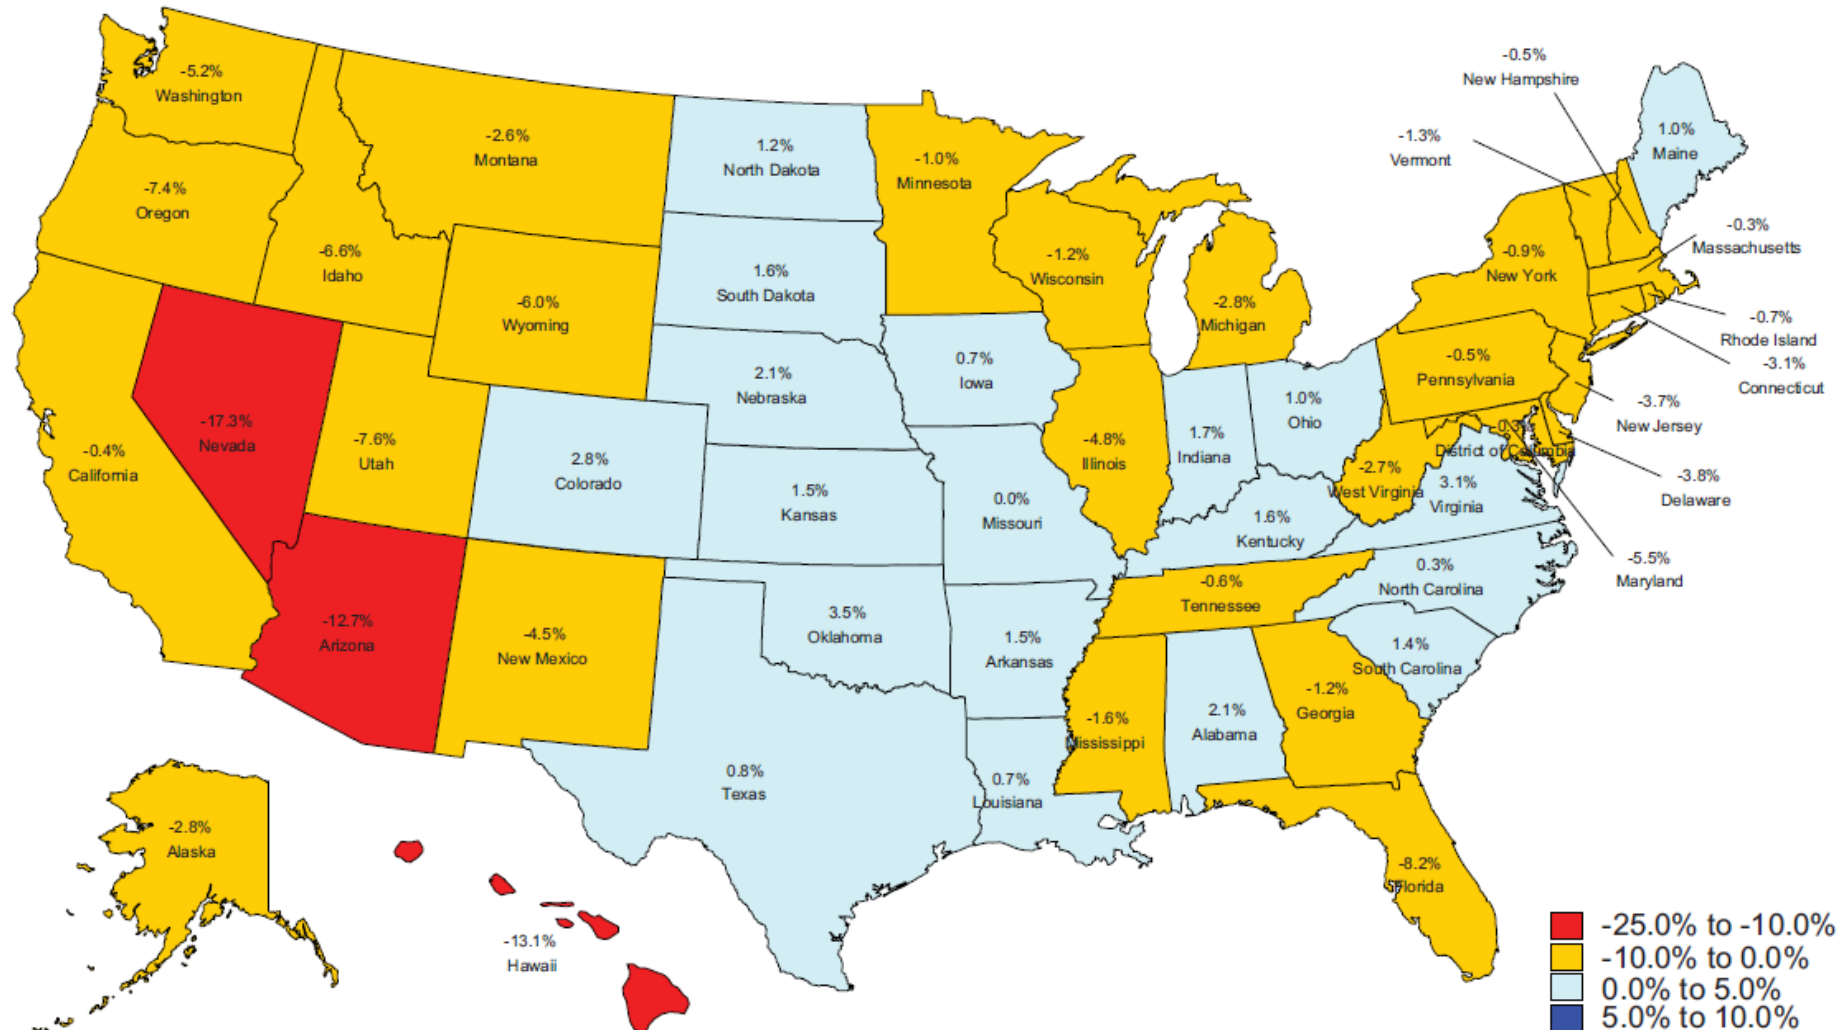 -5.2%
Washington
-7.4%
Oregon
-6.6%
Idaho
-2.6%
Montana
-6.0%
Wyoming
-0.4%
California
-17.3%
Nevada
-7.6%
Utah
2.8%
Colorado
-12.7%
Arizona
-4.5%
New Mexico
1.2%
North Dakota
1.6%
South Dakota
2.1%
Nebraska
1.5%
Kansas
3.5%
Oklahoma
0.8%
Texas
-1.0%
Minnesota
0.7%
Iowa
0.0%
Missouri
1.5%
Arkansas
0.7%
Louisiana
-1.2%
Wisconsin
-4.8%
Illinois
-2.8%
Michigan
1.7%
Indiana
1.0%
Ohio
1.6%
Kentucky
-0.6%
Tennessee
-1.6%
Mississippi
2.1%
Alabama
-1.2%
Georgia
-8.2%
Florida
1.4%
South Carolina
0.3%
North Carolina
3.1%
Virginia
-2.7%
West Virginia
-0.3%
District of Columbia
-0.5%
Pennsylvania
-0.9%
New York
-1.3%
Vermont
-0.5%
New Hampshire
1.0%
Maine
-0.3%
Massachusetts
-0.7%
Rhode Island
-3.1%
Connecticut
-3.7%
New Jersey
-3.8%
Delaware
-5.5%
Maryland
-2.8%
Alaska
-13.1%
Hawaii
-25.0% to -10.0%
-10.0% to 0.0%
0.0% to 5.0%
5.0% to 10.0%